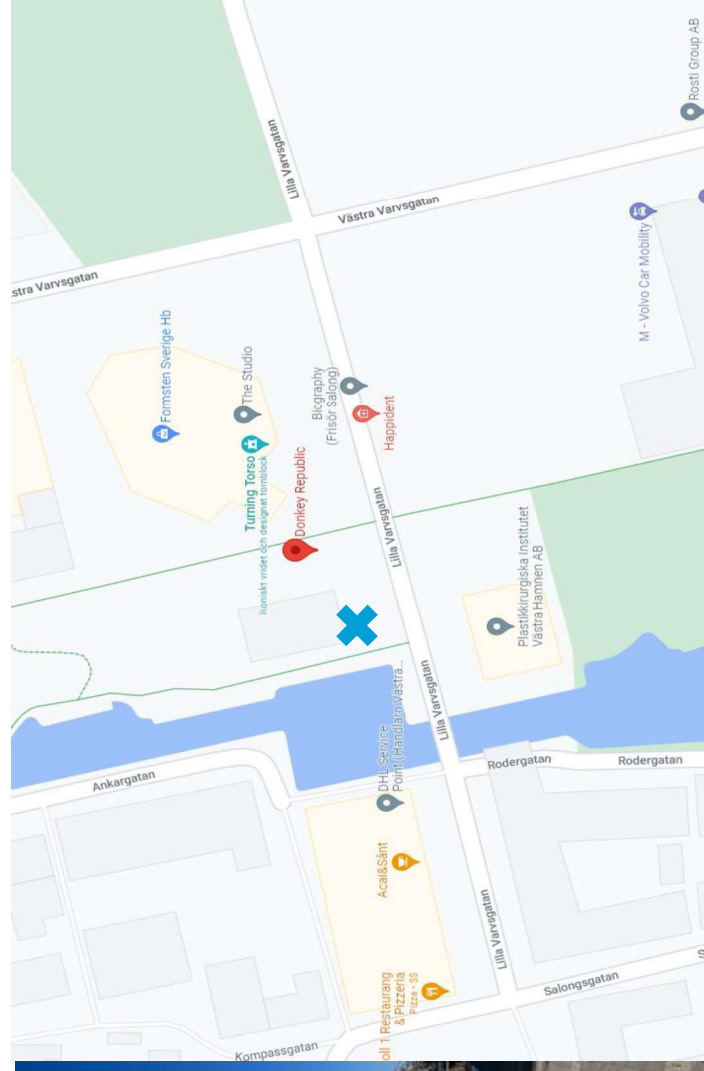 Lilla Varvsgatan
Rosti Group AB
Västra Varvsgatan
stra Varvsgatan
M - Volvo Car Mobility
Formsten Sverige Hb
The Studio
Turning Torso
Ikoniskt vridet och designat tornblock
Biography
(Frisör Salong)
Happident
Donkey Republic
Lilla Varvsgatan
Plastikkirurgiska Institutet
Västra Hamnen AB
Lilla Varvsgatan
DHL Service
Point (Handlarn Västra...
Ankargatan
Rodergatan
Rodergatan
Acai&Sånt
Lilla Varvsgatan
oll 1 Restaurang
& Pizzeria
Pizza • $$
Salongsgatan
Kompassgatan